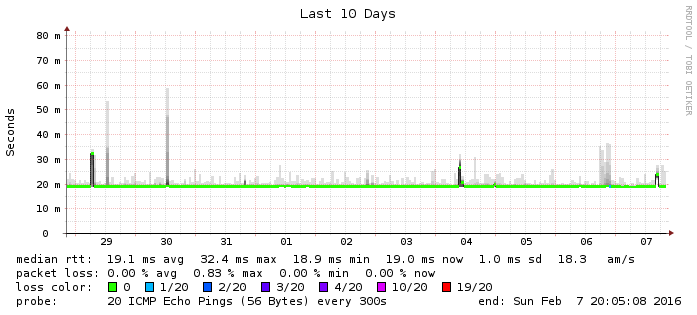 Last 10 Days
RRDTOOL / TOBI OETIKER
Seconds
80 m
70 m
60 m
50 m
40 m
30 m
20 m
10 m
0
29 30 31 01 02 03 04 05 06 07
median rtt: 19.1 ms avg 32.4 ms max 18.9 ms min 19.0 ms now 1.0 ms sd 18.3 am/s
packet loss: 0.00 % avg 0.83 % max 0.00 % min 0.00 % now
loss color: 0 1/20 2/20 3/20 4/20 10/20 19/20
probe: 20 ICMP Echo Pings (56 Bytes) every 300s end: Sun Feb 7 20:05:08 2016